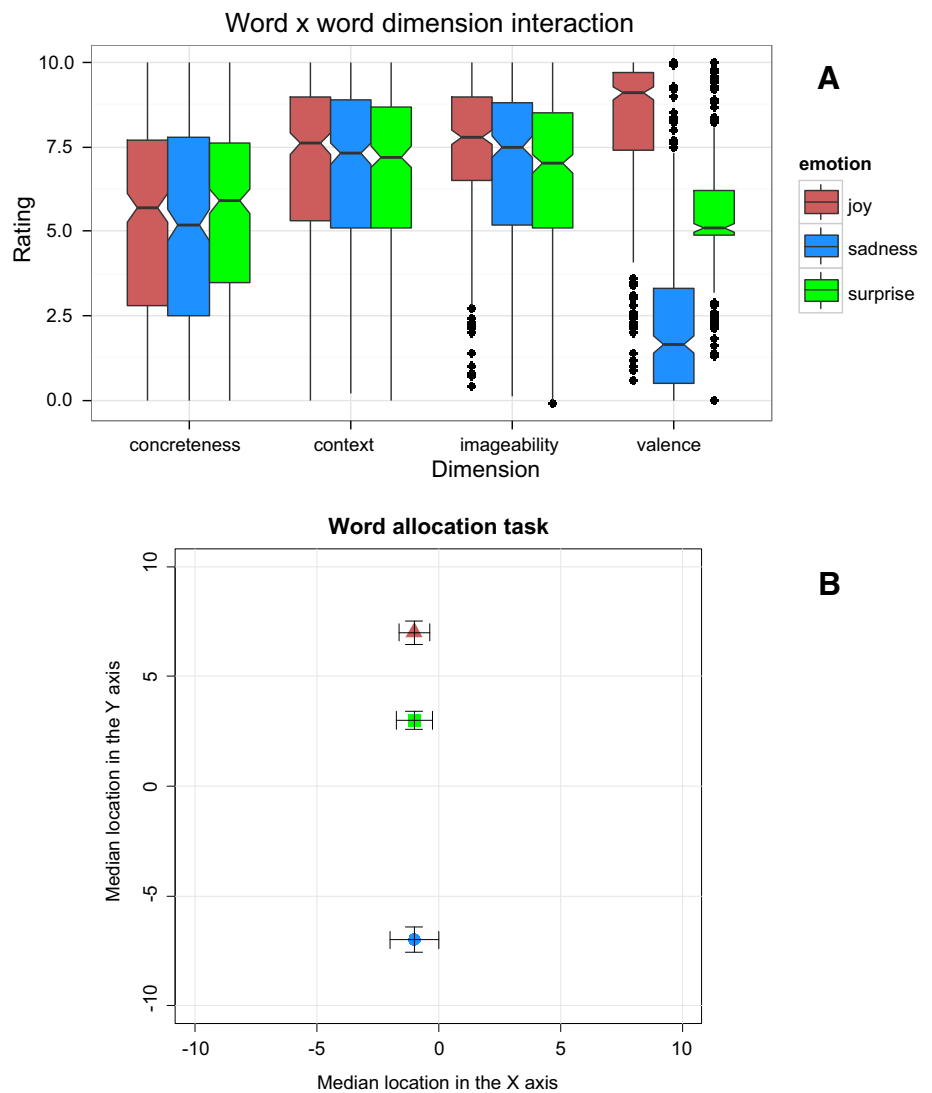 Word x word dimension interaction
A
10.0
7.5
5.0
2.5
0.0
Rating
concreteness
context
imageability
valence
Dimension
emotion
joy
sadness
surprise
Word allocation task
B
10
5
0
-5
-10
Median location in the Y axis
-10
-5
0
5
10
Median location in the X axis